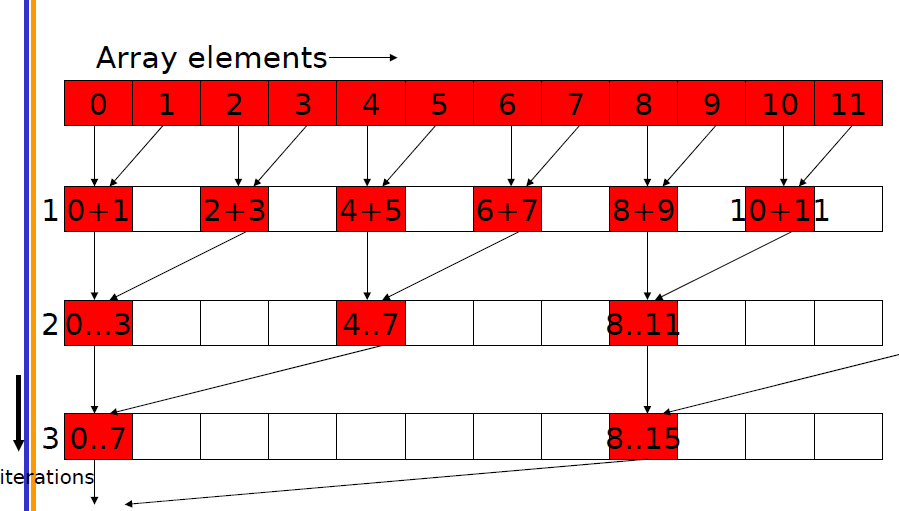 Array elements
0 1 2 3 4 5 6 7 8 9 10 11
1 0+1 2+3 4+5 6+7 8+9 10+11
2 0...3 4..7 8..11
3 0..7 8..15
iterations